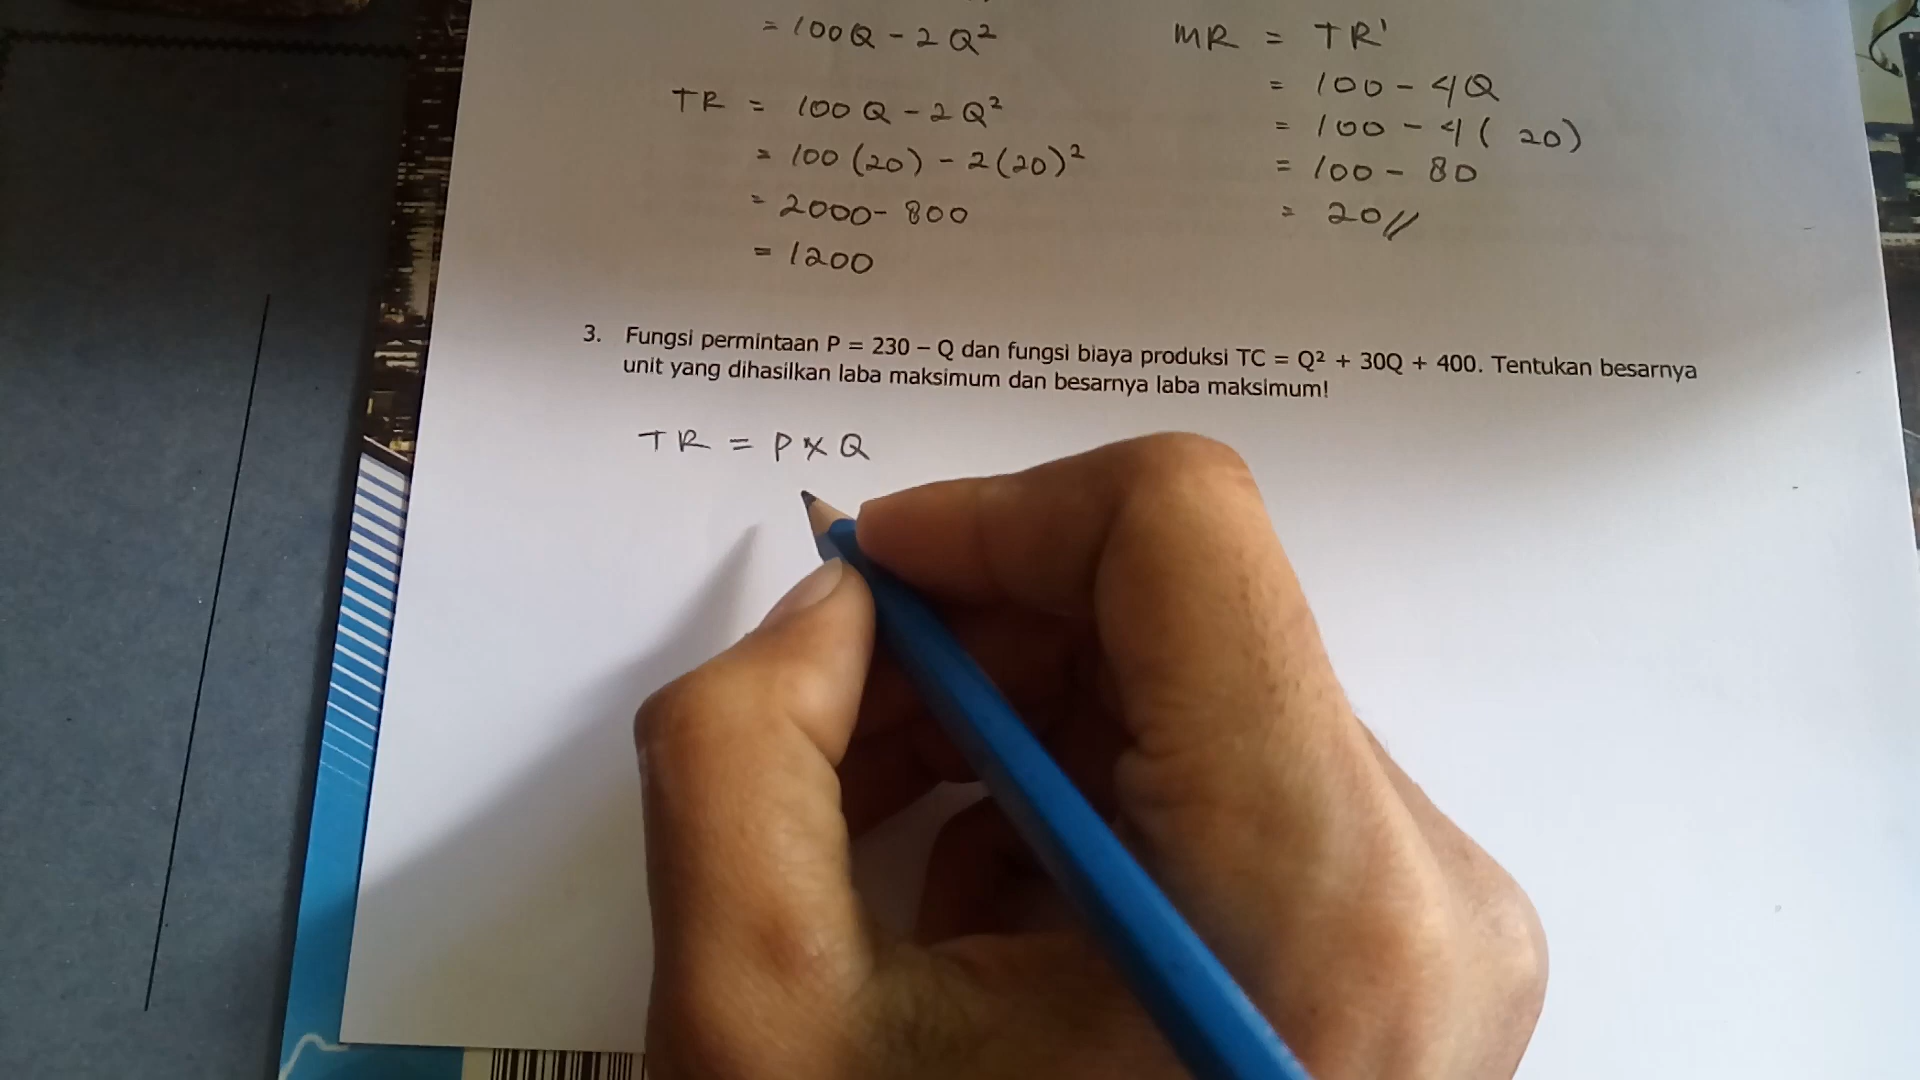 = 100Q - 2Q²
TR = 100Q - 2Q²
= 100(20) - 2(20)²
= 2000 - 800
= 1200
MR = TR'
= 100 - 4Q
= 100 - 4( 20)
= 100 - 80
= 20//
3. Fungsi permintaan P = 230 – Q dan fungsi biaya produksi TC = Q² + 30Q + 400. Tentukan besarnya
unit yang dihasilkan laba maksimum dan besarnya laba maksimum!
TR = P x Q